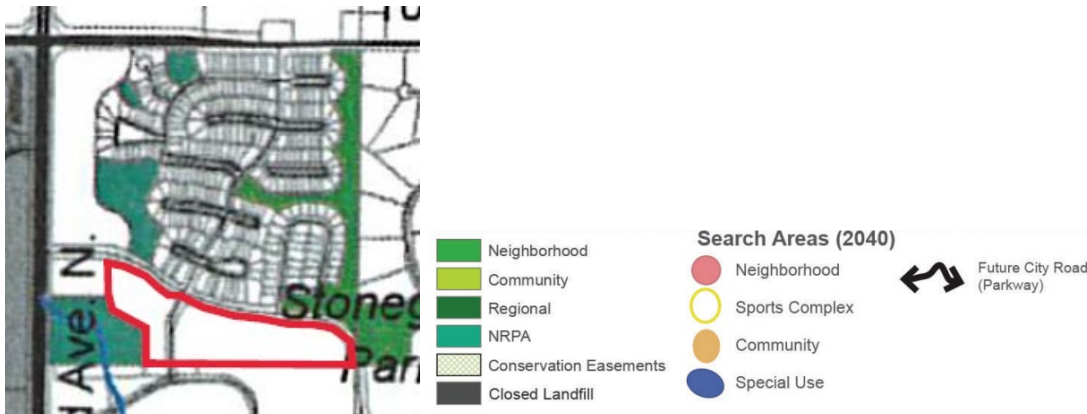 d Ave. N.
Stoneg
Par
Neighborhood
Community
Regional
NRPA
Conservation Easements
Closed Landfill
Search Areas (2040)
Neighborhood
Sports Complex
Community
Special Use
Future City Road
(Parkway)